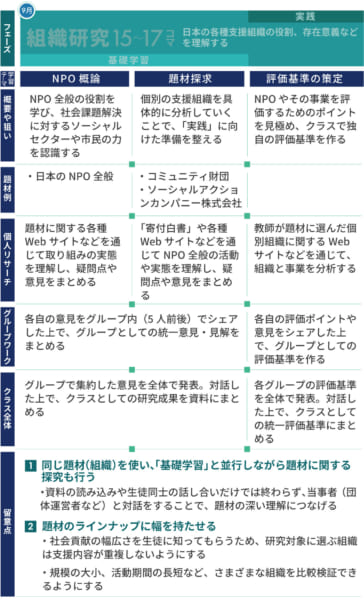 9月
フェーズ
組織研究 15~17コマ
基礎学習
実践
日本の各種支援組織の役割、存在意義など
を理解する
学習テーマ
NPO 概論
題材探求
評価基準の策定
概要や狙い
NPO 全般の役割を
学び、社会課題解決
に対するソーシャル
セクターや市民の力
を認識する
個別の支援組織を具
体的に分析していく
ことで、「実践」に向
けた準備を整える
NPO やその事業を評
価するためのポイント
を見極め、クラスで独
自の評価基準を作る
題材例
・日本の NPO 全般
・コミュニティ財団
・ソーシャルアクショ
ンカンパニー株式会社
個人リサーチ
題材に関する各種
Web サイトなどを通
じて取り組みの実態
を理解し、疑問点や
意見をまとめる
「寄付白書」や各種
Web サイトなどを通
じて NPO 全般の活動
や実態を理解し、疑
問点や意見をまとめ
る
教師が題材に選んだ個
別組織に関する Web
サイトなどを通じて、
組織と事業を分析する
グループワーク
各自の意見をグループ内（5 人前後）でシェア
した上で、グループとしての統一意見・見解を
まとめる
各自の評価ポイントや
意見をシェアした上
で、グループとしての
評価基準を作る
クラス全体
グループで集約した意見を全体で発表。対話し
た上で、クラスとしての研究成果を資料にまと
める
各グループの評価基準
を全体で発表。対話し
た上で、クラスとして
の統一評価基準にまと
める
留意点
1 同じ題材（組織）を使い、「基礎学習」と並行しながら題材に関する
探究も行う
・資料の読み込みや生徒同士の話し合いだけでは終わらず、当事者（団
体運営者など）と対話をすることで、題材の深い理解につなげる
2 題材のラインナップに幅を持たせる
・社会貢献の幅広さを生徒に知ってもらうため、研究対象に選ぶ組織
は支援内容が重複しないようにする
・規模の大小、活動期間の長短など、さまざまな組織を比較検証でき
るようにする